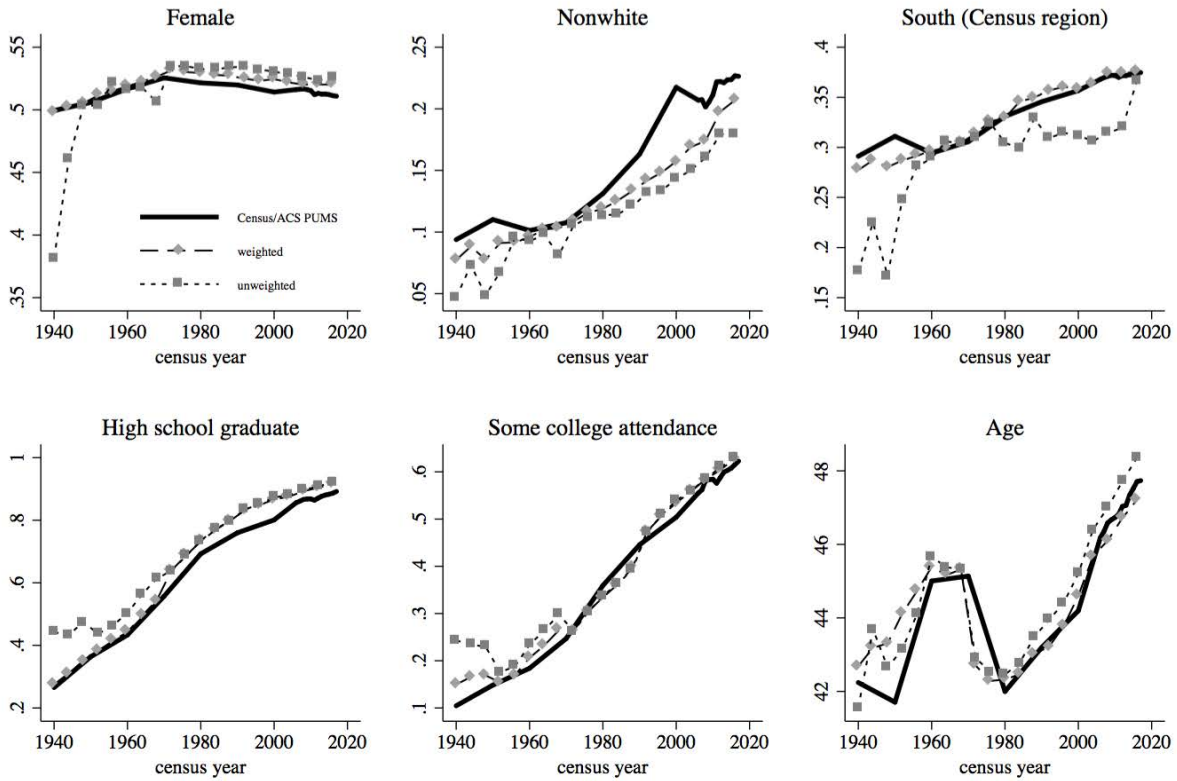 Female
.55
.5
.45
.4
.35
Census/ACS PUMS
weighted
unweighted
1940 1960 1980 2000 2020
census year
Nonwhite
.25
.2
.15
.1
.05
1940 1960 1980 2000 2020
census year
South (Census region)
.4
.35
.3
.25
.2
.15
1940 1960 1980 2000 2020
census year
High school graduate
1
.8
.6
.4
.2
1940 1960 1980 2000 2020
census year
Some college attendance
.6
.5
.4
.3
.2
.1
1940 1960 1980 2000 2020
census year
Age
48
46
44
42
1940 1960 1980 2000 2020
census year